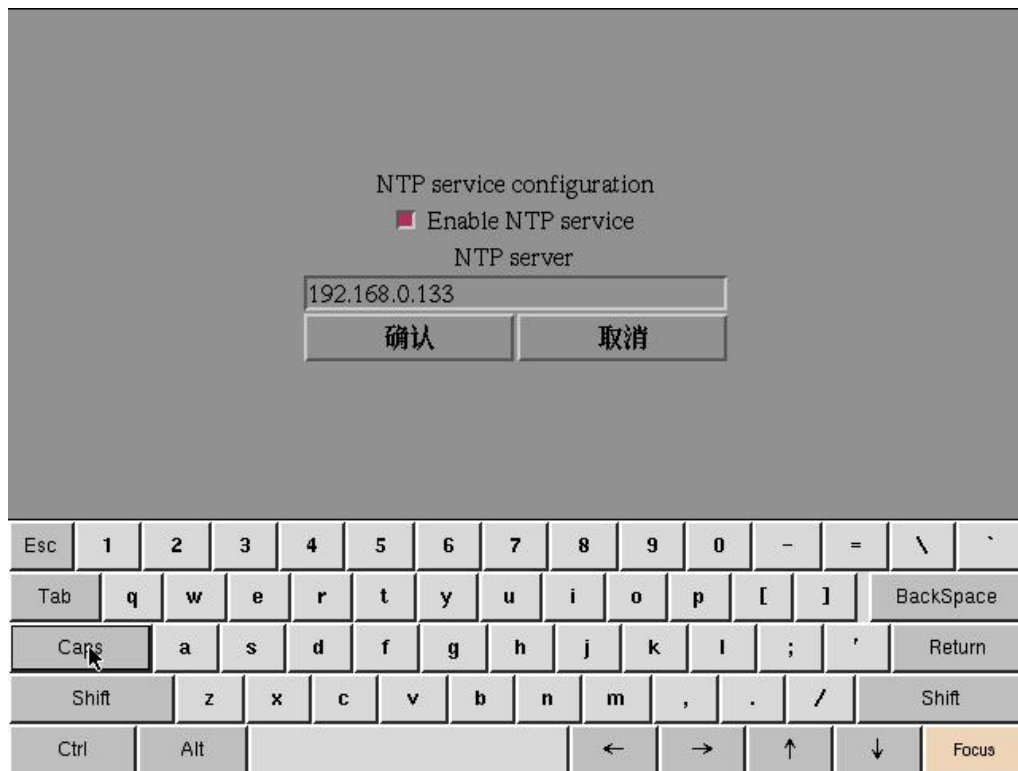 NTP service configuration
Enable NTP service
NTP server
192.168.0.133
确认 取消
Esc 1 2 3 4 5 6 7 8 9 0 - = \ `
Tab q w e r t y u i o p [ ] BackSpace
Caps a s d f g h j k l ; ' Return
Shift z x c v b n m , . / Shift
Ctrl Alt ← → ↑ ↓ Focus